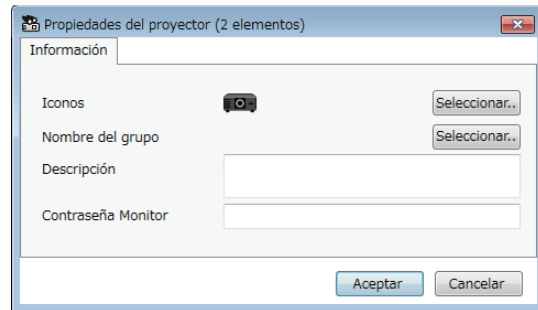 Propiedades del proyector (2 elementos)
Información
Iconos
Seleccionar..
Nombre del grupo
Seleccionar..
Descripción
Contraseña Monitor
Aceptar
Cancelar